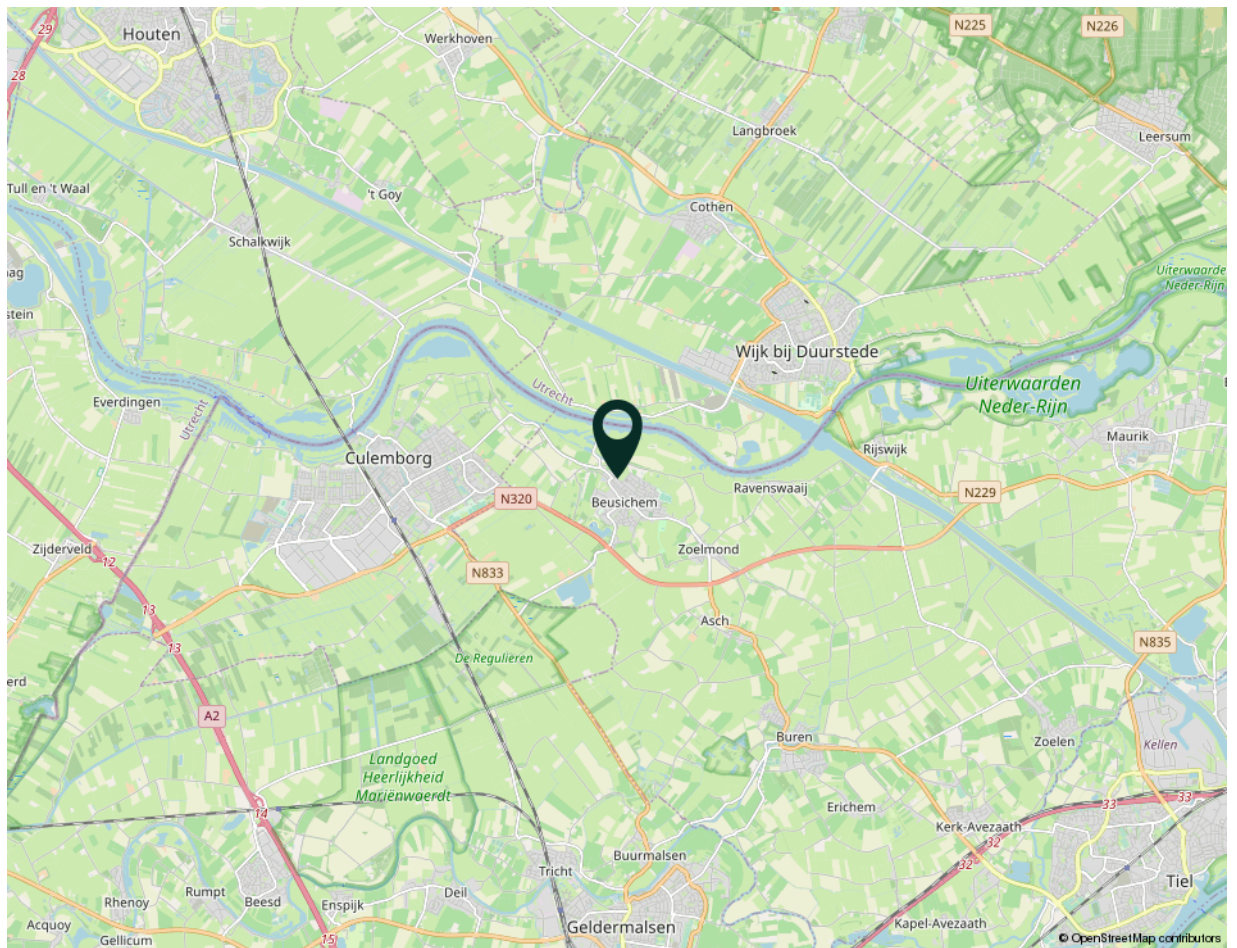 29
Houten
Werkhoven
N225
N226
28
Langbroek
Leersum
Tull en 't Waal
't Goy
Cothen
Schalkwijk
Uiterwaarde
Neder-Rijn
aag
stein
Wijk bij Duurstede
Uiterwaarden
Neder-Rijn
Everdingen
Utrecht
Utrecht
Maurik
Culemborg
Rijswijk
N320
Beusichem
Ravenswaaij
N229
Zijderveld
12
Zoelmond
N833
13
Asch
13
N835
De Regulieren
erd
A2
Buren
Zoelen
Kellen
Landgoed
Heerlijkheid
Mariënwaerdt
14
Erichem
33
33
Kerk-Avezaath
32
32
Buurmalsen
Tricht
Tiel
Rumpt
Deil
Rhenoy
Beesd
Enspijk
Acquoy
Geldermalsen
Kapel-Avezaath
Gellicum
15
© OpenStreetMap contributors